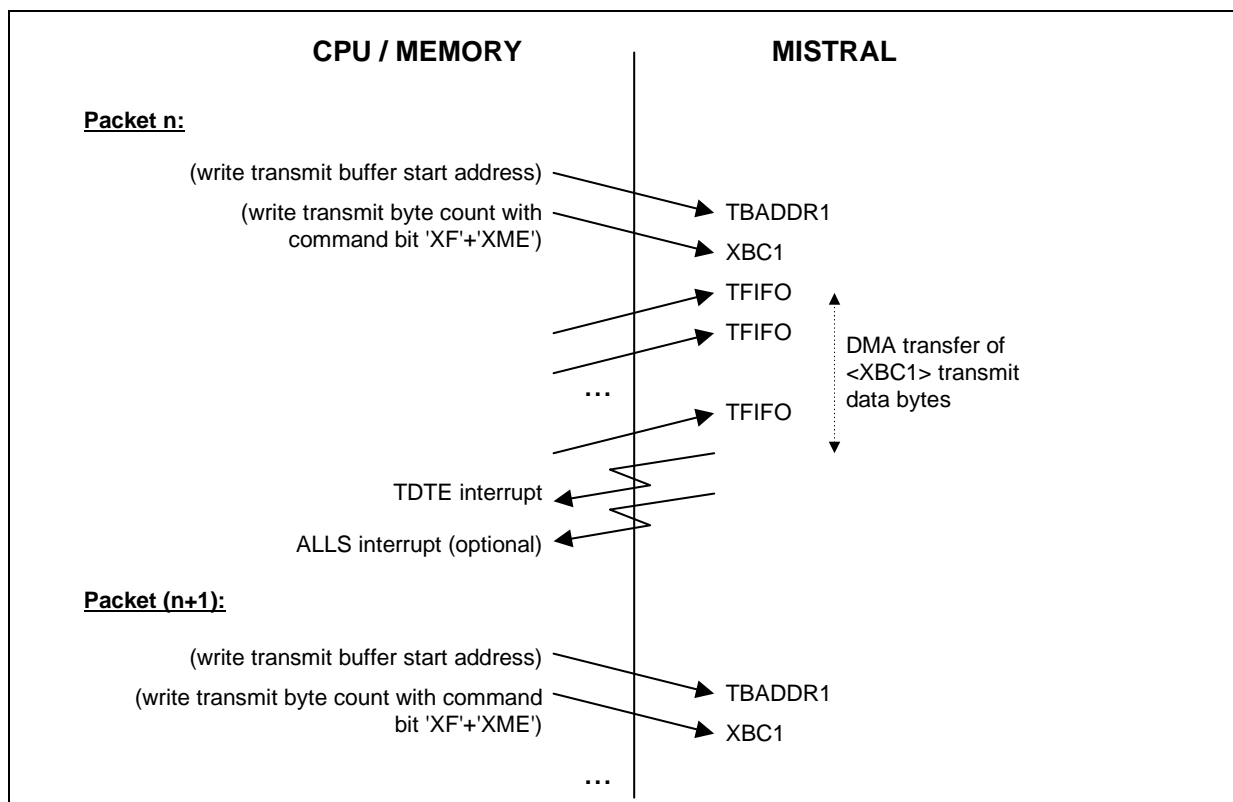 CPU / MEMORY
MISTRAL
Packet n:
(write transmit buffer start address)
TBADDR1
(write transmit byte count with
command bit 'XF'+'XME')
XBC1
TFIFO
TFIFO
DMA transfer of
<XBC1> transmit
data bytes
...
TFIFO
TDTE interrupt
ALLS interrupt (optional)
Packet (n+1):
(write transmit buffer start address)
TBADDR1
(write transmit byte count with command
bit 'XF'+'XME')
XBC1
...